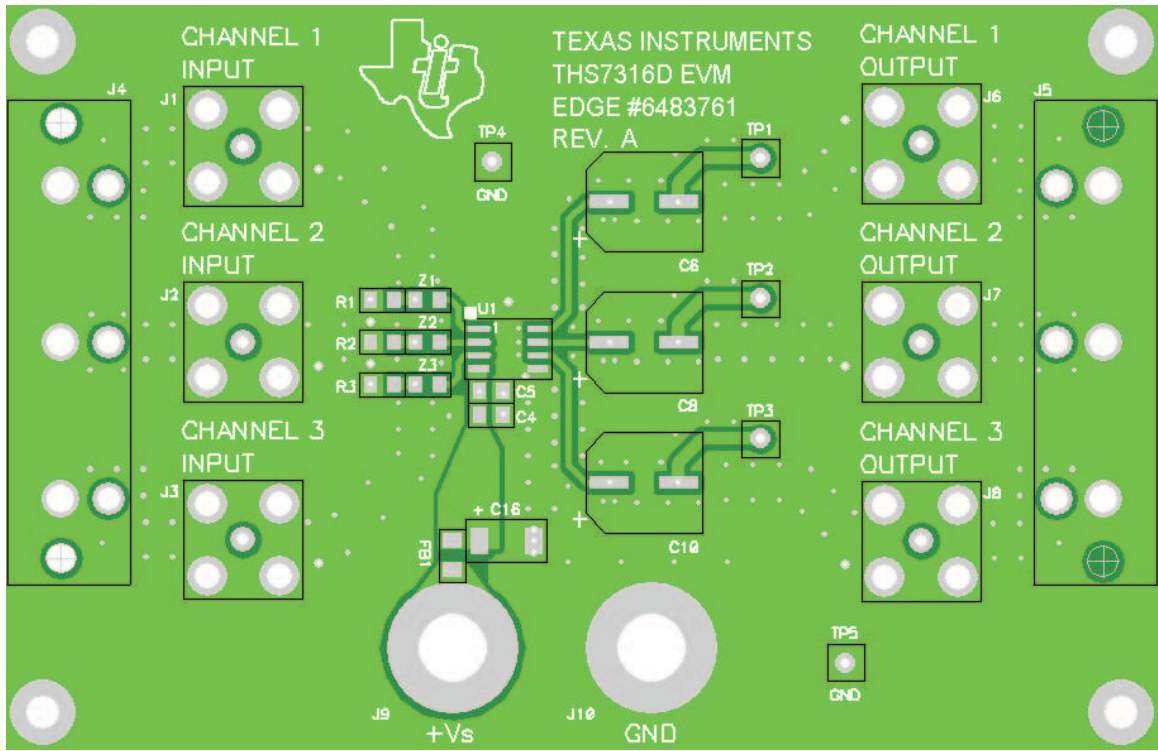 CHANNEL 1
INPUT
TEXAS INSTRUMENTS
THS7316D EVM
EDGE #6483761
REV. A
CHANNEL 1
OUTPUT
J4
J1
TP4
GND
TP1
J6
J5
CHANNEL 2
INPUT
+
C6
CHANNEL 2
OUTPUT
J2
R1
Z1
U1
1
TP2
J7
R2
Z2
R3
Z3
C5
C4
+
C8
CHANNEL 3
INPUT
TP3
CHANNEL 3
OUTPUT
J3
+ C16
FB1
+
C10
J8
TP5
GND
J9
+Vs
J10
GND